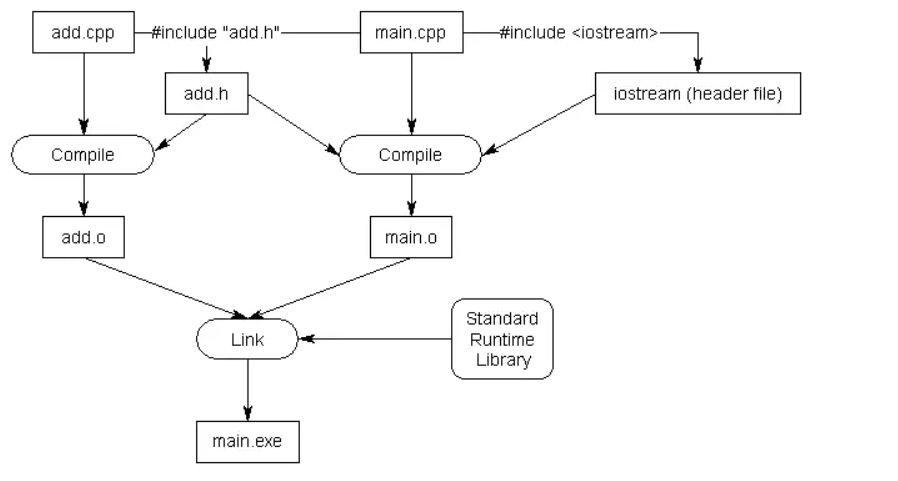 add.cpp
#include "add.h"
main.cpp
#include <iostream>
add.h
iostream (header file)
Compile
Compile
add.o
main.o
Link
Standard
Runtime
Library
main.exe